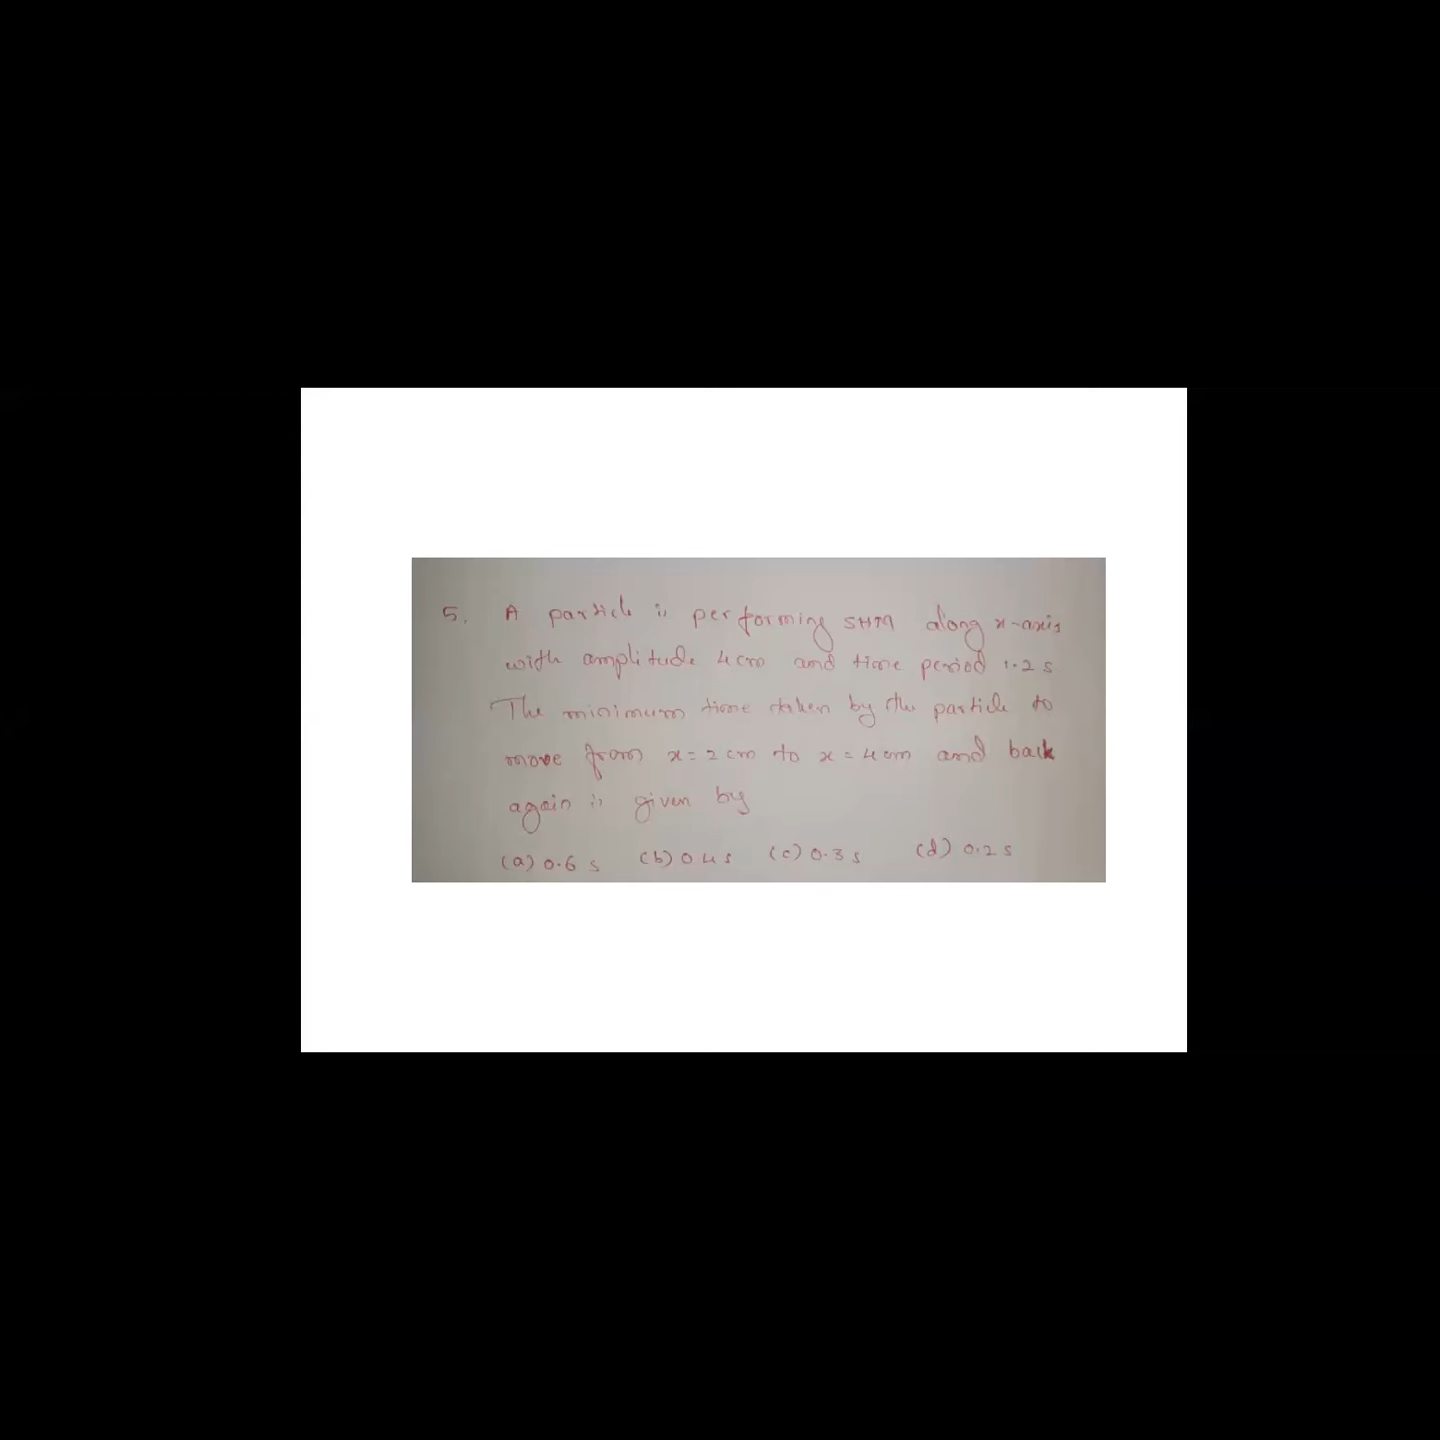 5. A particle is performing SHM along x-axis
with amplitude 4cm and time period 1.2 s
The minimum time taken by the particle to
move from x = 2 cm to x = 4 cm and back
again is given by
(a) 0.6 s (b) 0.4 s (c) 0.3 s (d) 0.2 s